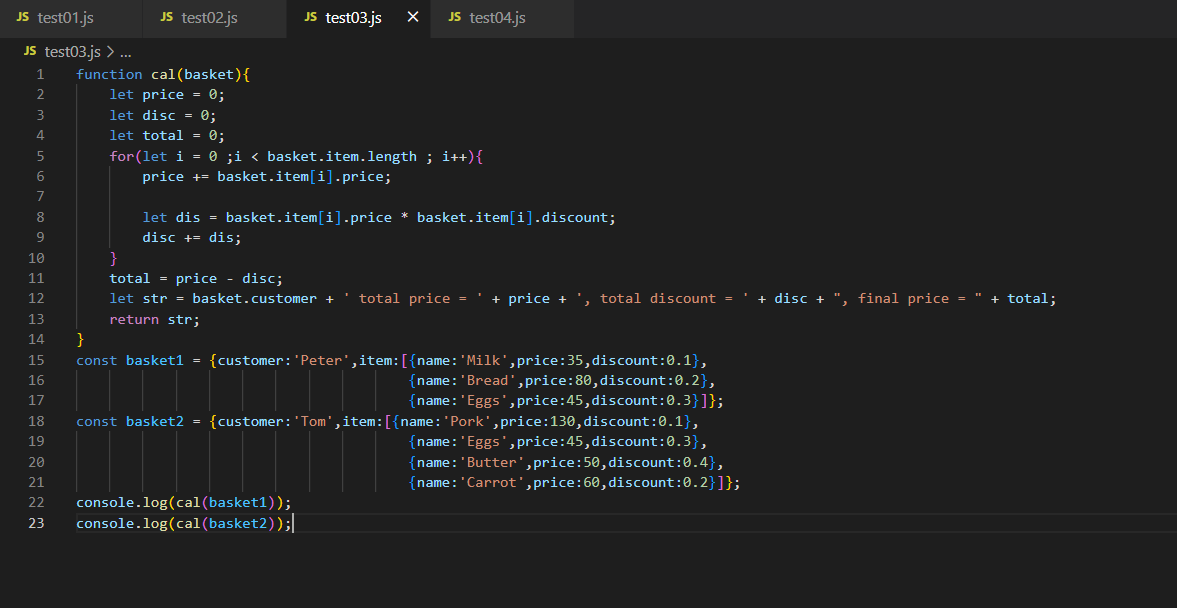 JS test01.js JS test02.js JS test03.js × JS test04.js
JS test03.js > ...
1 function cal(basket){
2     let price = 0;
3     let disc = 0;
4     let total = 0;
5     for(let i = 0 ;i < basket.item.length ; i++){
6         price += basket.item[i].price;
7
8         let dis = basket.item[i].price * basket.item[i].discount;
9         disc += dis;
10     }
11     total = price - disc;
12     let str = basket.customer + ' total price = ' + price + ', total discount = ' + disc + ", final price = " + total;
13     return str;
14 }
15 const basket1 = {customer:'Peter',item:[{name:'Milk',price:35,discount:0.1},
16                                         {name:'Bread',price:80,discount:0.2},
17                                         {name:'Eggs',price:45,discount:0.3}]};
18 const basket2 = {customer:'Tom',item:[{name:'Pork',price:130,discount:0.1},
19                                         {name:'Eggs',price:45,discount:0.3},
20                                         {name:'Butter',price:50,discount:0.4},
21                                         {name:'Carrot',price:60,discount:0.2}]};
22 console.log(cal(basket1));
23 console.log(cal(basket2));